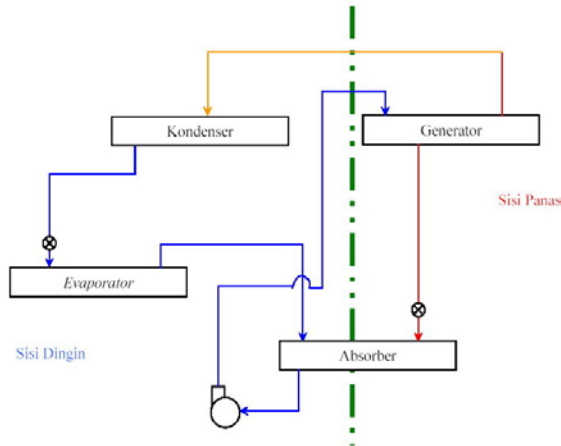 Kondenser
Generator
Sisi Panas
Evaporator
Sisi Dingin
Absorber